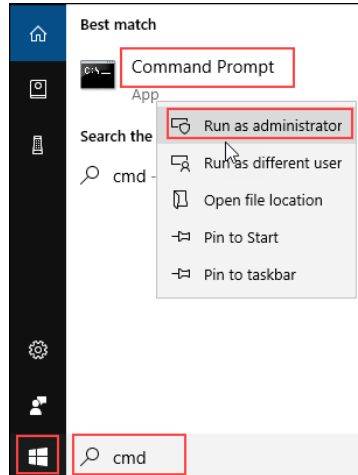 Best match
C:\_
Command Prompt
App
Run as administrator
Search the
Run as different user
cmd -
Open file location
Pin to Start
Pin to taskbar
cmd